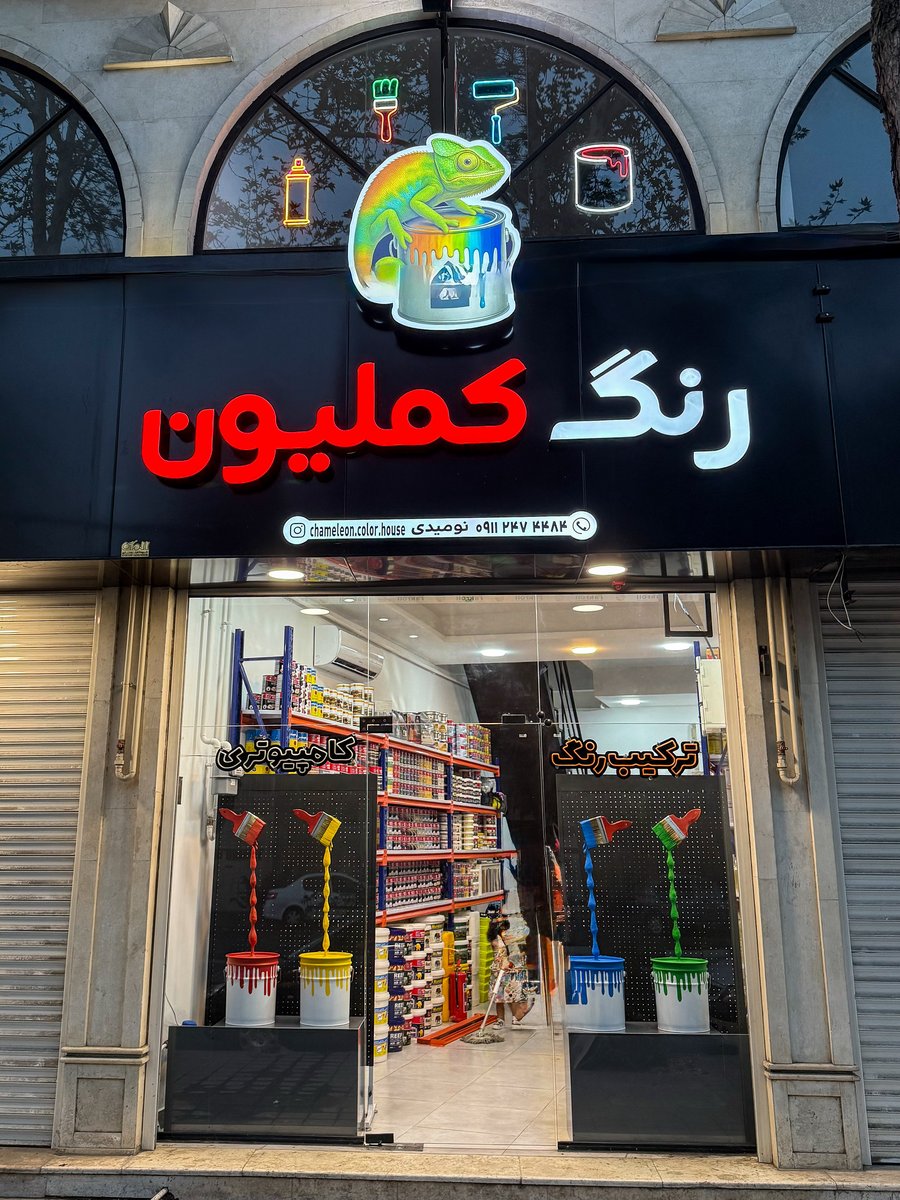 رنگ کملیون
۰۹۱۱ ۲۴۷ ۴۴۸۴ نومیدی chameleon.color.house
ترکیب رنگ
کامپیوتری